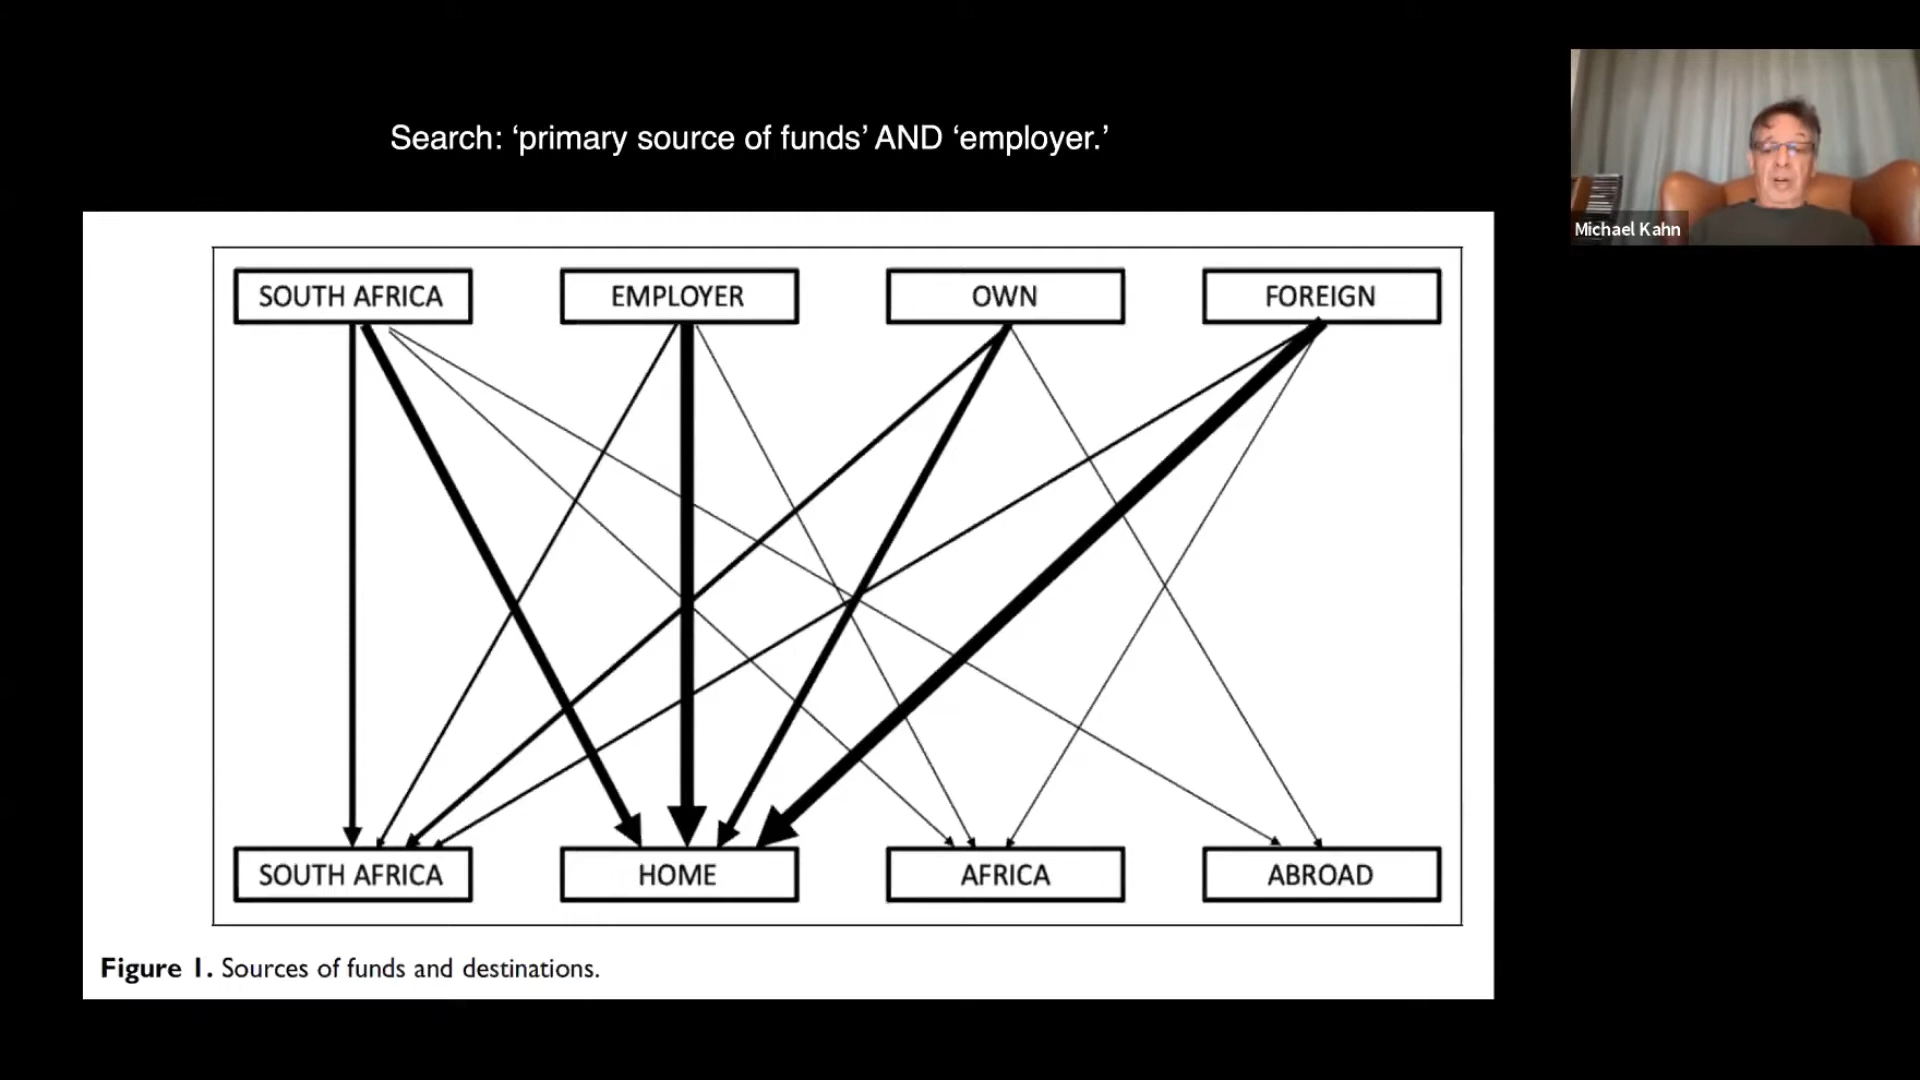 Search: ‘primary source of funds’ AND ‘employer.’
Michael Kahn
SOUTH AFRICA
EMPLOYER
OWN
FOREIGN
SOUTH AFRICA
HOME
AFRICA
ABROAD
Figure 1. Sources of funds and destinations.